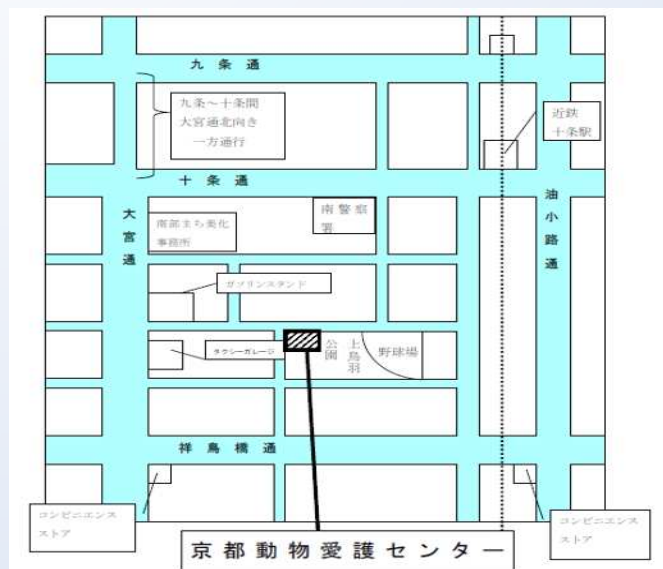 九条通
九条～十条間
大宮通北向き
一方通行
近鉄
十条駅
十条通
大宮通
油小路通
南部まち美化
事務所
南警察
署
ガソリンスタンド
タクシーガレージ
上鳥羽
公園
野球場
祥鳥橋通
コンビニエンス
ストア
コンビニエンス
ストア
京都動物愛護センター